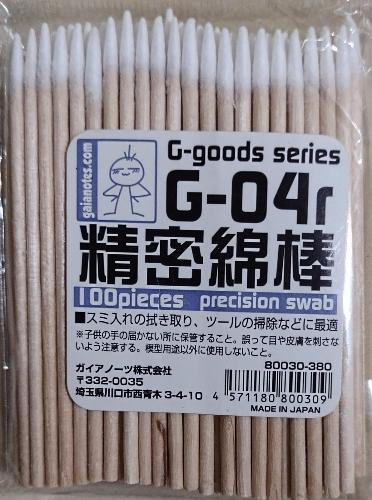 gaianotes.com
G-goods series
G-04r
精密綿棒
100pieces precision swab
■スミ入れの拭き取り、ツールの掃除などに最適
※子供の手の届かない所に保管すること。誤って目や皮膚を刺さな
いよう注意する。模型用途以外に使用しないこと。
ガイアノーツ株式会社
〒332-0035
埼玉県川口市西青木 3-4-10
80030-380
4 571180 800309
MADE IN JAPAN